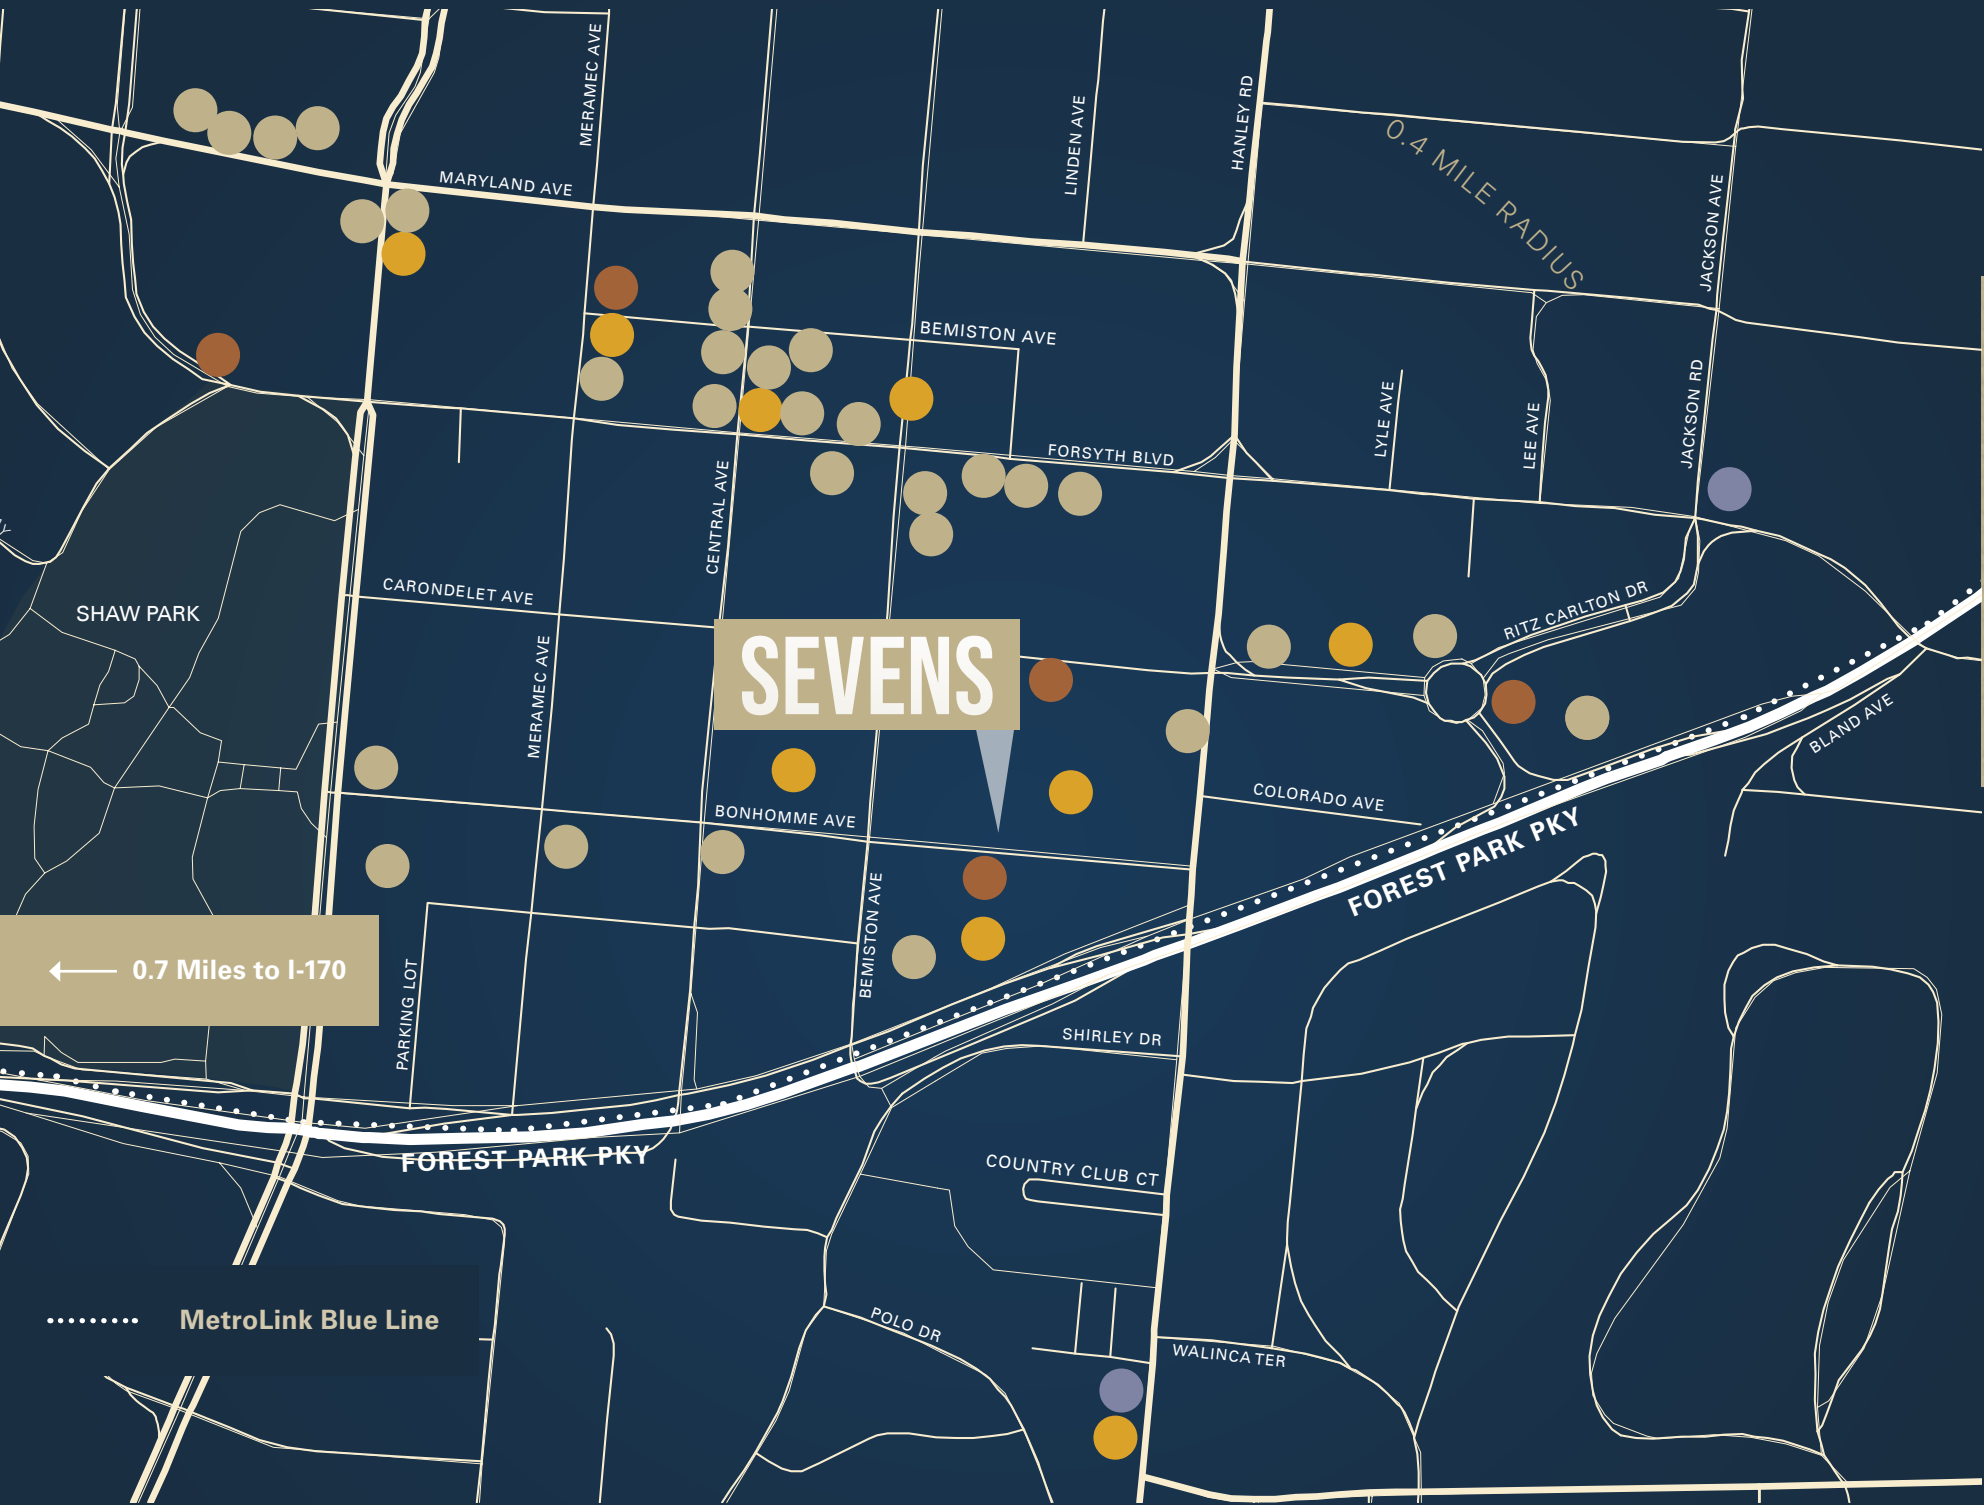 MERAMEC AVE
LINDEN AVE
HANLEY RD
0.4 MILE RADIUS
MARYLAND AVE
JACKSON AVE
BEMISTON AVE
LYLE AVE
LEE AVE
JACKSON RD
FORSYTH BLVD
CENTRAL AVE
CARONDELET AVE
SHAW PARK
RITZ CARLTON DR
SEVENS
MERAMEC AVE
BLAND AVE
COLORADO AVE
BONHOMME AVE
FOREST PARK PKY
BEMISTON AVE
0.7 Miles to I-170
PARKING LOT
SHIRLEY DR
FOREST PARK PKY
COUNTRY CLUB CT
MetroLink Blue Line
POLO DR
WALINCA TER